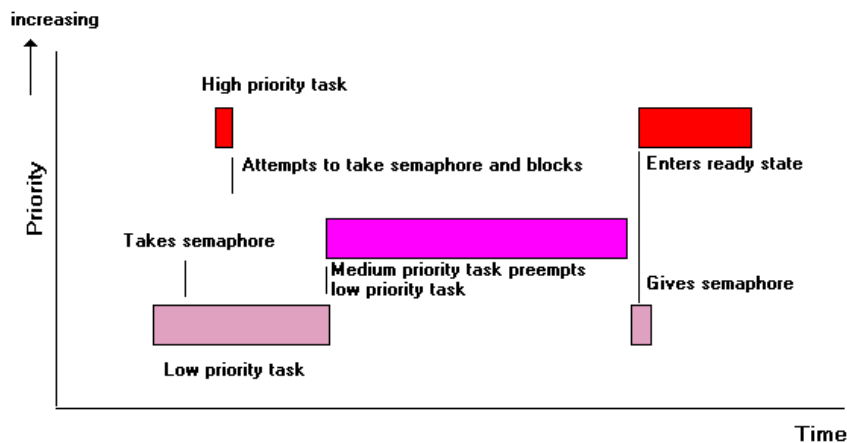 increasing
High priority task
Attempts to take semaphore and blocks
Enters ready state
Priority
Takes semaphore
Medium priority task preempts
low priority task
Gives semaphore
Low priority task
Time